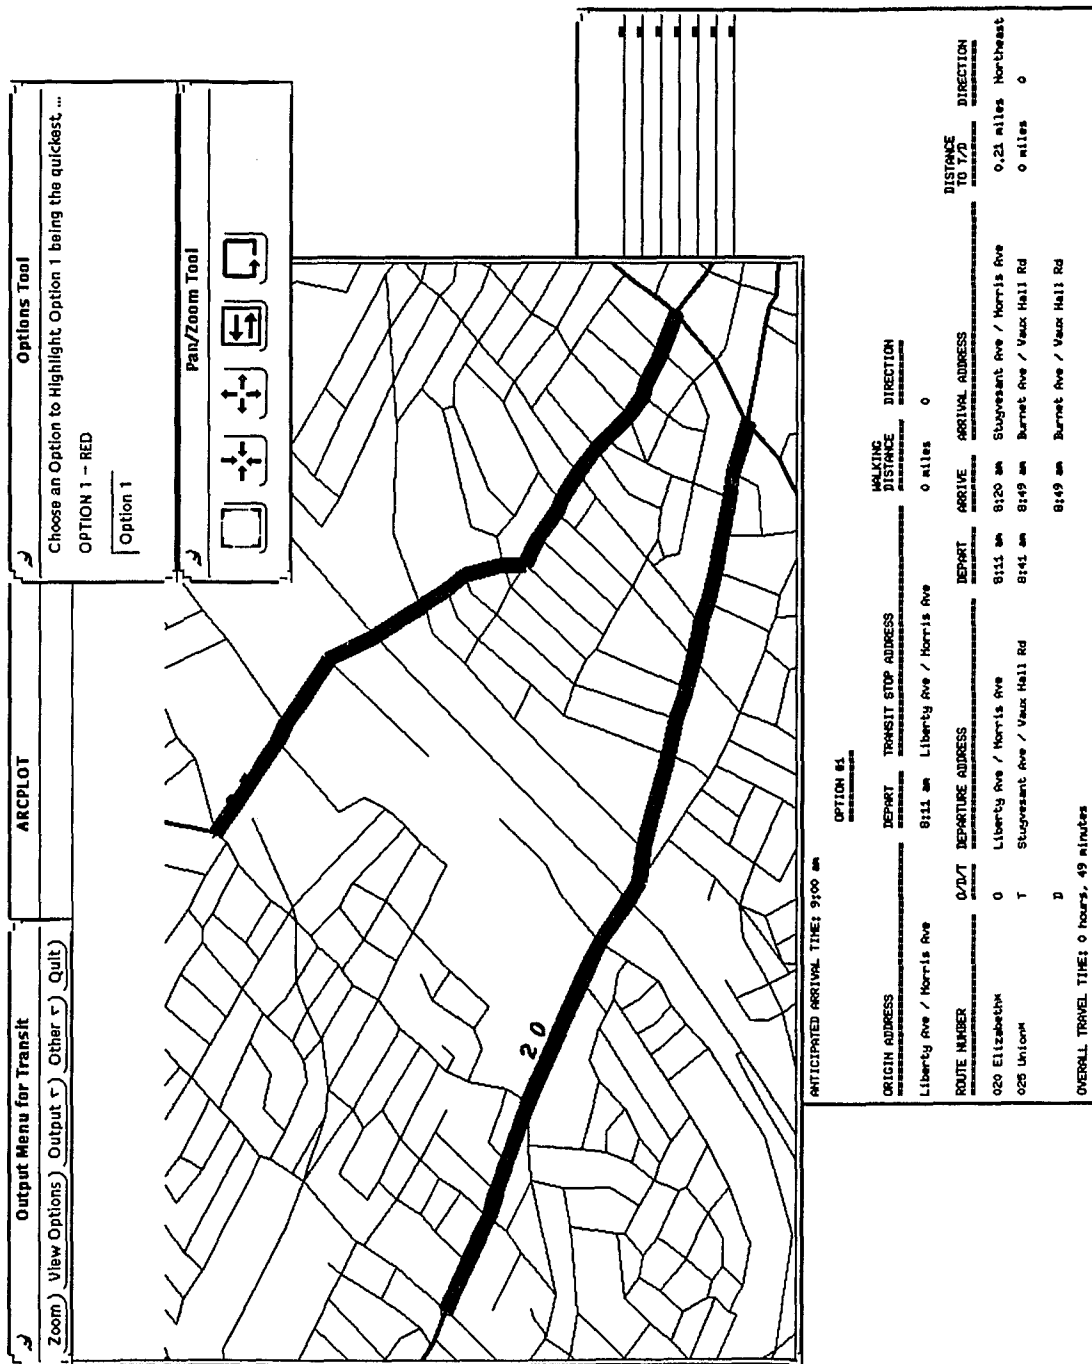 Output Menu for Transit
Zoom) View Options) Output ▿) Other ▿) Quit)
ARCPLOT
Options Tool
Choose an Option to Highlight Option 1 being the quickest, ...
OPTION 1 - RED
Option 1
Pan/Zoom Tool
20
ANTICIPATED ARRIVAL TIME: 9:00 am
OPTION #1
ORIGIN ADDRESS DEPART TRANSIT STOP ADDRESS WALKING DISTANCE DIRECTION
Liberty Ave / Morris Ave 8:11 am Liberty Ave / Morris Ave 0 miles 0
ROUTE NUMBER O/D/T DEPARTURE ADDRESS DEPART ARRIVE ARRIVAL ADDRESS DISTANCE TO T/D DIRECTION
020 Elizabeth* O Liberty Ave / Morris Ave 8:11 am 8:20 am Stuyvesant Ave / Morris Ave 0.21 miles Northeast
025 Union* T Stuyvesant Ave / Vaux Hall Rd 8:41 am 8:49 am Burnet Ave / Vaux Hall Rd 0 miles 0
D 8:49 am Burnet Ave / Vaux Hall Rd
OVERALL TRAVEL TIME: 0 hours, 49 minutes